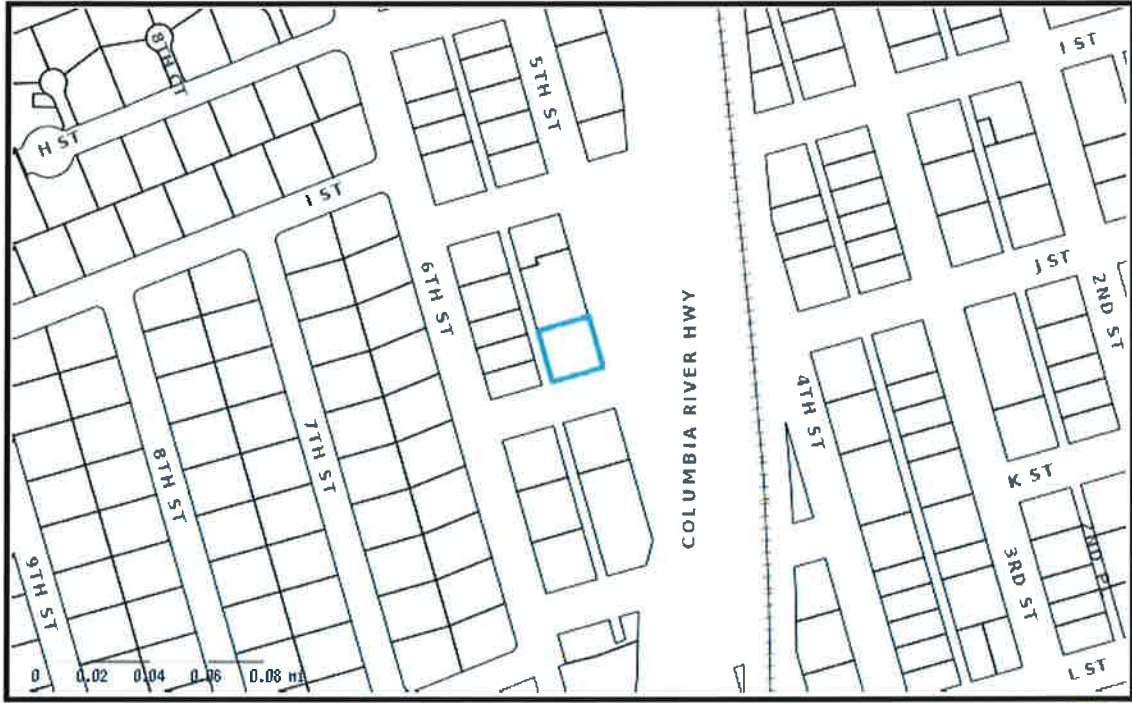 I ST
8TH CT
5TH ST
H ST
I ST
J ST
6TH ST
2ND ST
COLUMBIA RIVER HWY
4TH ST
7TH ST
8TH ST
K ST
2ND P
3RD ST
9TH ST
L ST
0 0.02 0.04 0.06 0.08 MI